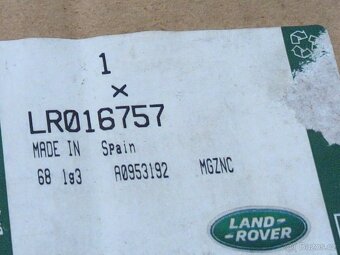 1
x
LR016757
MADE IN Spain
68 1g3 A0953192 MGZNC
LAND-
-ROVER